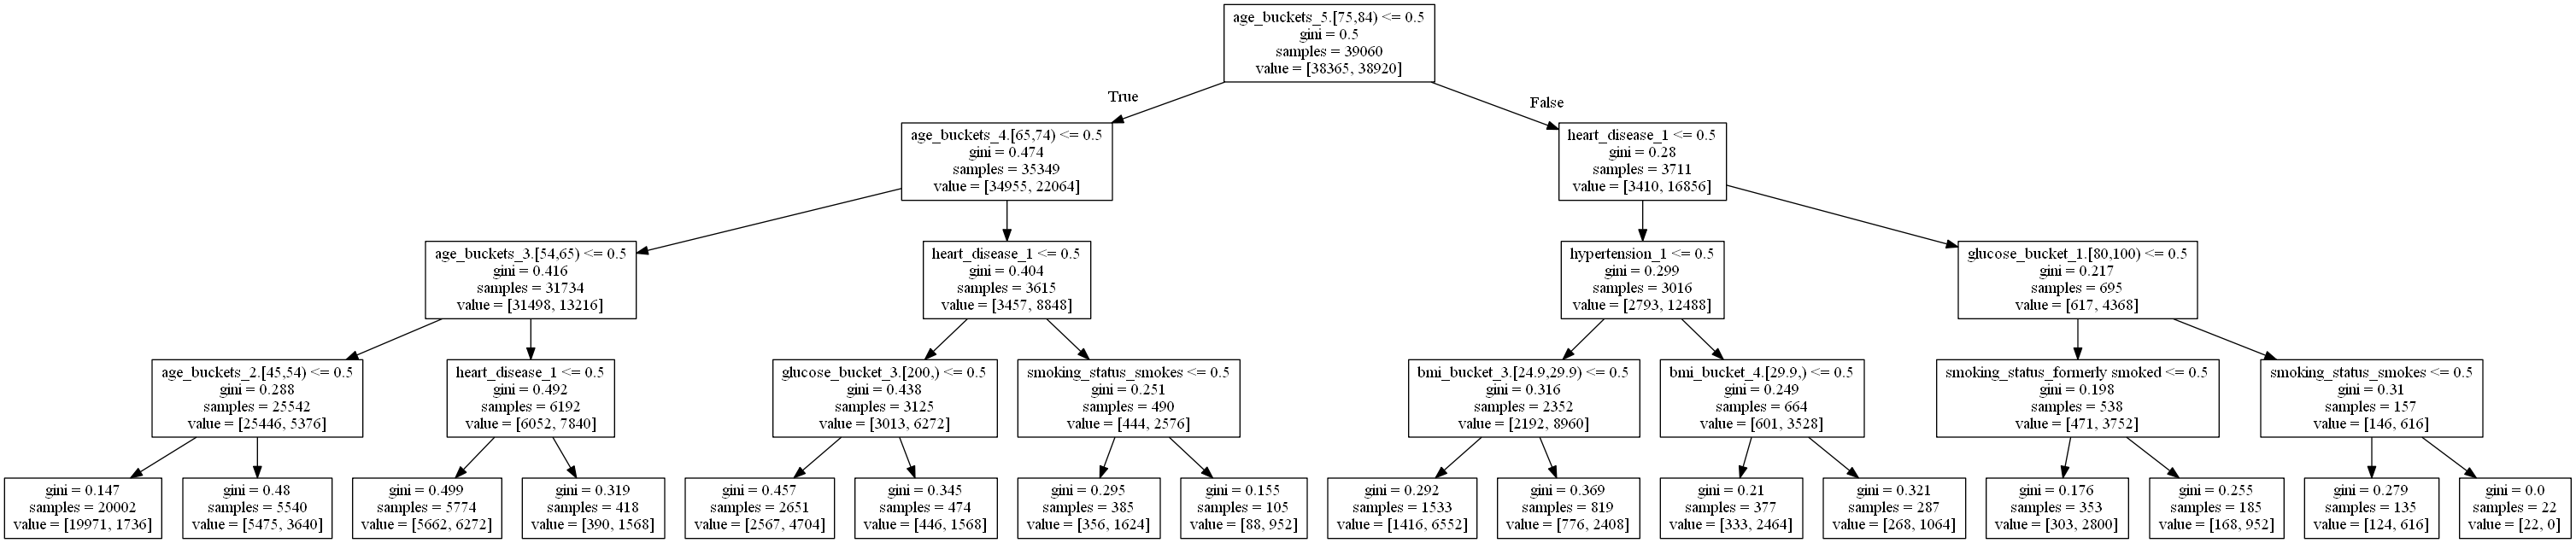 age_buckets_5.[75,84) <= 0.5
gini = 0.5
samples = 39060
value = [38365, 38920]
True
False
age_buckets_4.[65,74) <= 0.5
gini = 0.474
samples = 35349
value = [34955, 22064]
heart_disease_1 <= 0.5
gini = 0.28
samples = 3711
value = [3410, 16856]
age_buckets_3.[54,65) <= 0.5
gini = 0.416
samples = 31734
value = [31498, 13216]
heart_disease_1 <= 0.5
gini = 0.404
samples = 3615
value = [3457, 8848]
hypertension_1 <= 0.5
gini = 0.299
samples = 3016
value = [2793, 12488]
glucose_bucket_1.[80,100) <= 0.5
gini = 0.217
samples = 695
value = [617, 4368]
age_buckets_2.[45,54) <= 0.5
gini = 0.288
samples = 25542
value = [25446, 5376]
heart_disease_1 <= 0.5
gini = 0.492
samples = 6192
value = [6052, 7840]
glucose_bucket_3.[200,) <= 0.5
gini = 0.438
samples = 3125
value = [3013, 6272]
smoking_status_smokes <= 0.5
gini = 0.251
samples = 490
value = [444, 2576]
bmi_bucket_3.[24.9,29.9) <= 0.5
gini = 0.316
samples = 2352
value = [2192, 8960]
bmi_bucket_4.[29.9,) <= 0.5
gini = 0.249
samples = 664
value = [601, 3528]
smoking_status_formerly smoked <= 0.5
gini = 0.198
samples = 538
value = [471, 3752]
smoking_status_smokes <= 0.5
gini = 0.31
samples = 157
value = [146, 616]
gini = 0.147
samples = 20002
value = [19971, 1736]
gini = 0.48
samples = 5540
value = [5475, 3640]
gini = 0.499
samples = 5774
value = [5662, 6272]
gini = 0.319
samples = 418
value = [390, 1568]
gini = 0.457
samples = 2651
value = [2567, 4704]
gini = 0.345
samples = 474
value = [446, 1568]
gini = 0.295
samples = 385
value = [356, 1624]
gini = 0.155
samples = 105
value = [88, 952]
gini = 0.292
samples = 1533
value = [1416, 6552]
gini = 0.369
samples = 819
value = [776, 2408]
gini = 0.21
samples = 377
value = [333, 2464]
gini = 0.321
samples = 287
value = [268, 1064]
gini = 0.176
samples = 353
value = [303, 2800]
gini = 0.255
samples = 185
value = [168, 952]
gini = 0.279
samples = 135
value = [124, 616]
gini = 0.0
samples = 22
value = [22, 0]